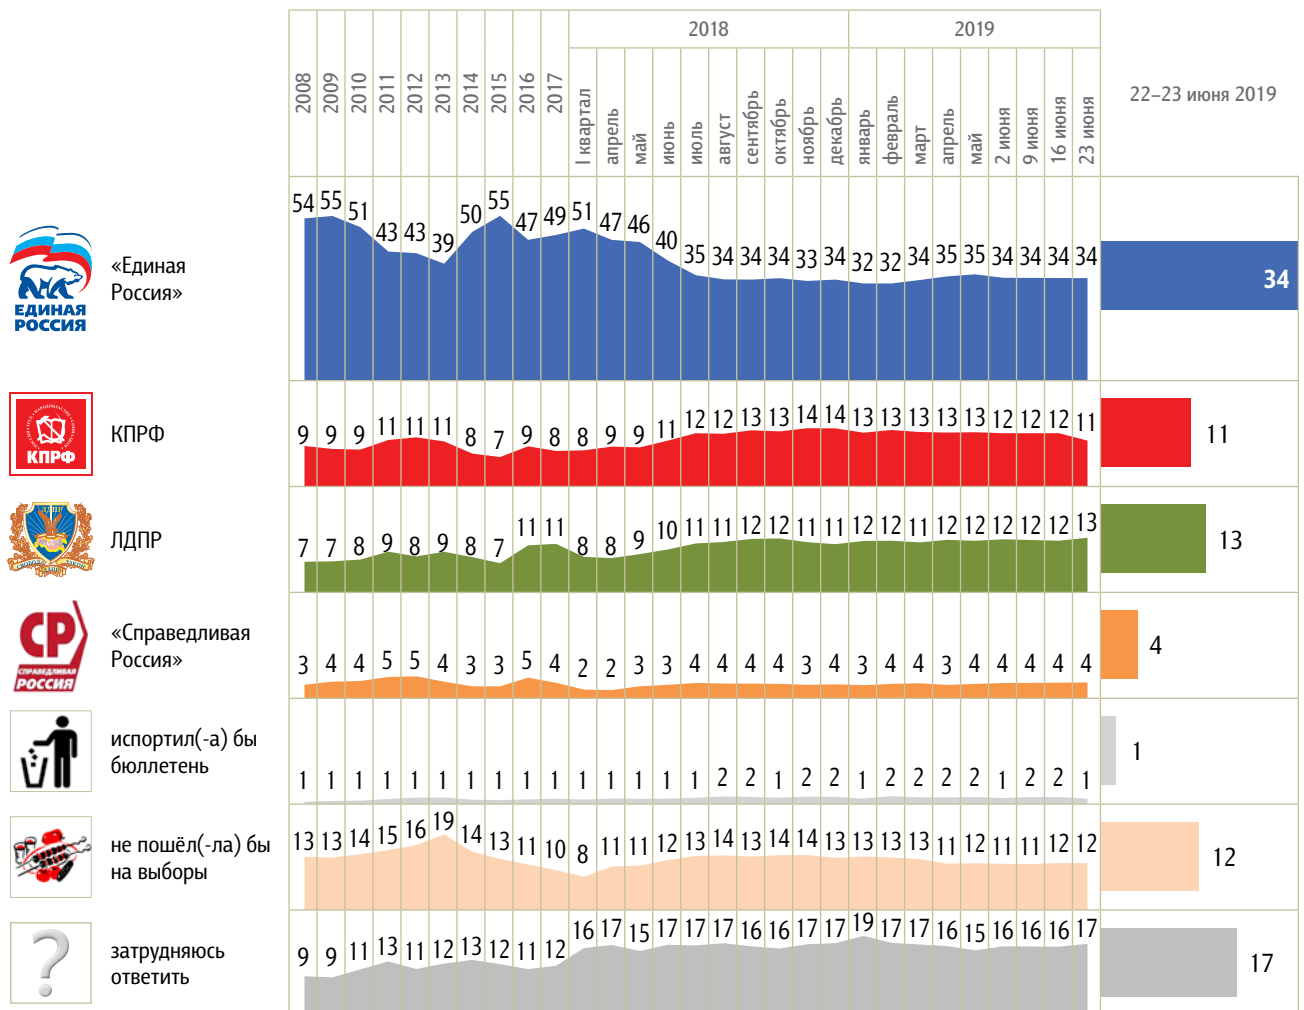 2018
2019
2008 2009 2010 2011 2012 2013 2014 2015 2016 2017 I квартал апрель май июнь июль август сентябрь октябрь ноябрь декабрь январь февраль март апрель май 2 июня 9 июня 16 июня 23 июня
22–23 июня 2019
54 55 51 43 43 39 50 55 47 49 51 47 46 40 35 34 34 34 33 34 32 32 34 35 35 34 34 34 34
ЕДИНАЯ
РОССИЯ
«Единая
Россия»
34
9 9 9 11 11 11 8 7 9 8 8 9 9 11 12 12 13 13 14 14 13 13 13 13 13 12 12 12 11
КПРФ
КПРФ
11
7 7 8 9 8 9 8 7 11 11 8 8 9 10 11 11 12 12 11 11 12 12 11 12 12 12 12 12 13
ЛДПР
ЛДПР
13
СР
СПРАВЕДЛИВАЯ
РОССИЯ
«Справедливая
Россия»
3 4 4 5 5 4 3 3 5 4 2 2 3 3 4 4 4 4 3 4 3 4 4 3 4 4 4 4 4
4
испортил(-а) бы
бюллетень
1 1 1 1 1 1 1 1 1 1 1 1 1 1 1 2 2 1 2 2 1 2 2 2 2 1 2 2 1
1
не пошёл(-ла) бы
на выборы
13 13 14 15 16 19 14 13 11 10 8 11 11 12 13 14 13 14 14 13 13 13 13 11 12 11 11 12 12
12
затрудняюсь
ответить
9 9 11 13 11 12 13 12 11 12 16 17 15 17 17 17 16 16 17 17 19 17 17 16 15 16 16 16 17
17